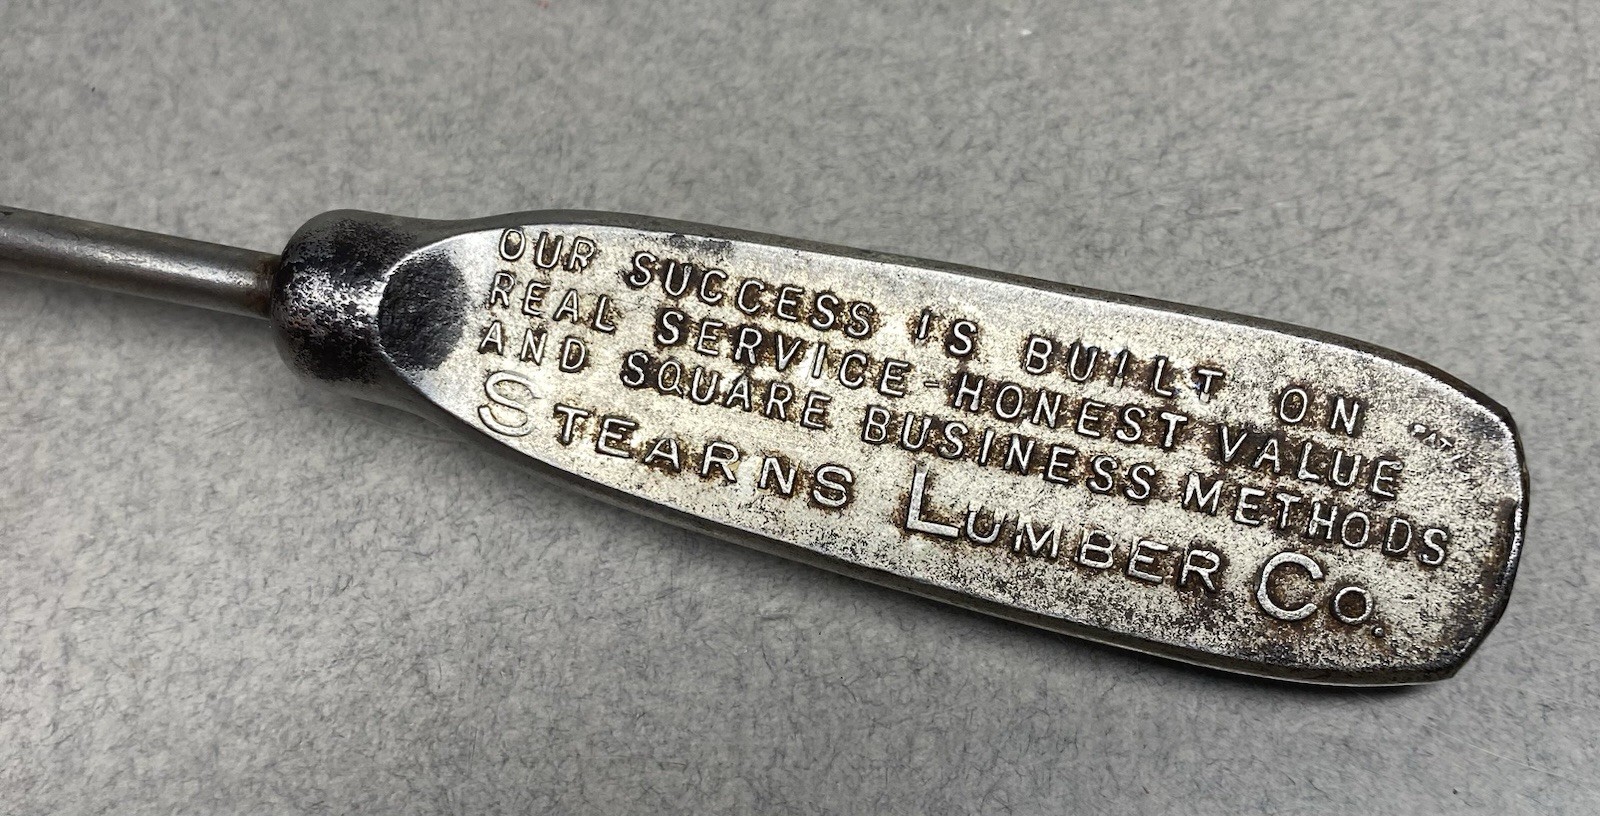 OUR SUCCESS IS BUILT ON
REAL SERVICE-HONEST VALUE
AND SQUARE BUSINESS METHODS
STEARNS LUMBER CO.